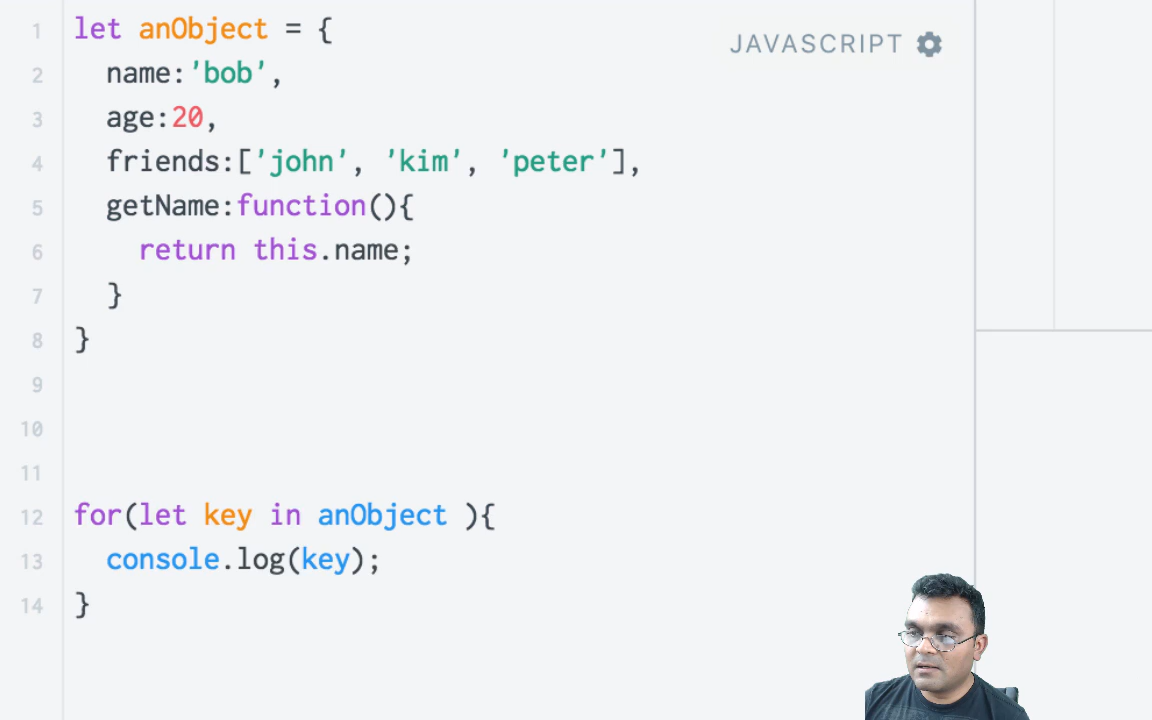 1 let anObject = {
JAVASCRIPT
2 name:'bob',
3 age:20,
4 friends:['john', 'kim', 'peter'],
5 getName:function(){
6 return this.name;
7 }
8 }
9
10
11
12 for(let key in anObject ){
13 console.log(key);
14 }